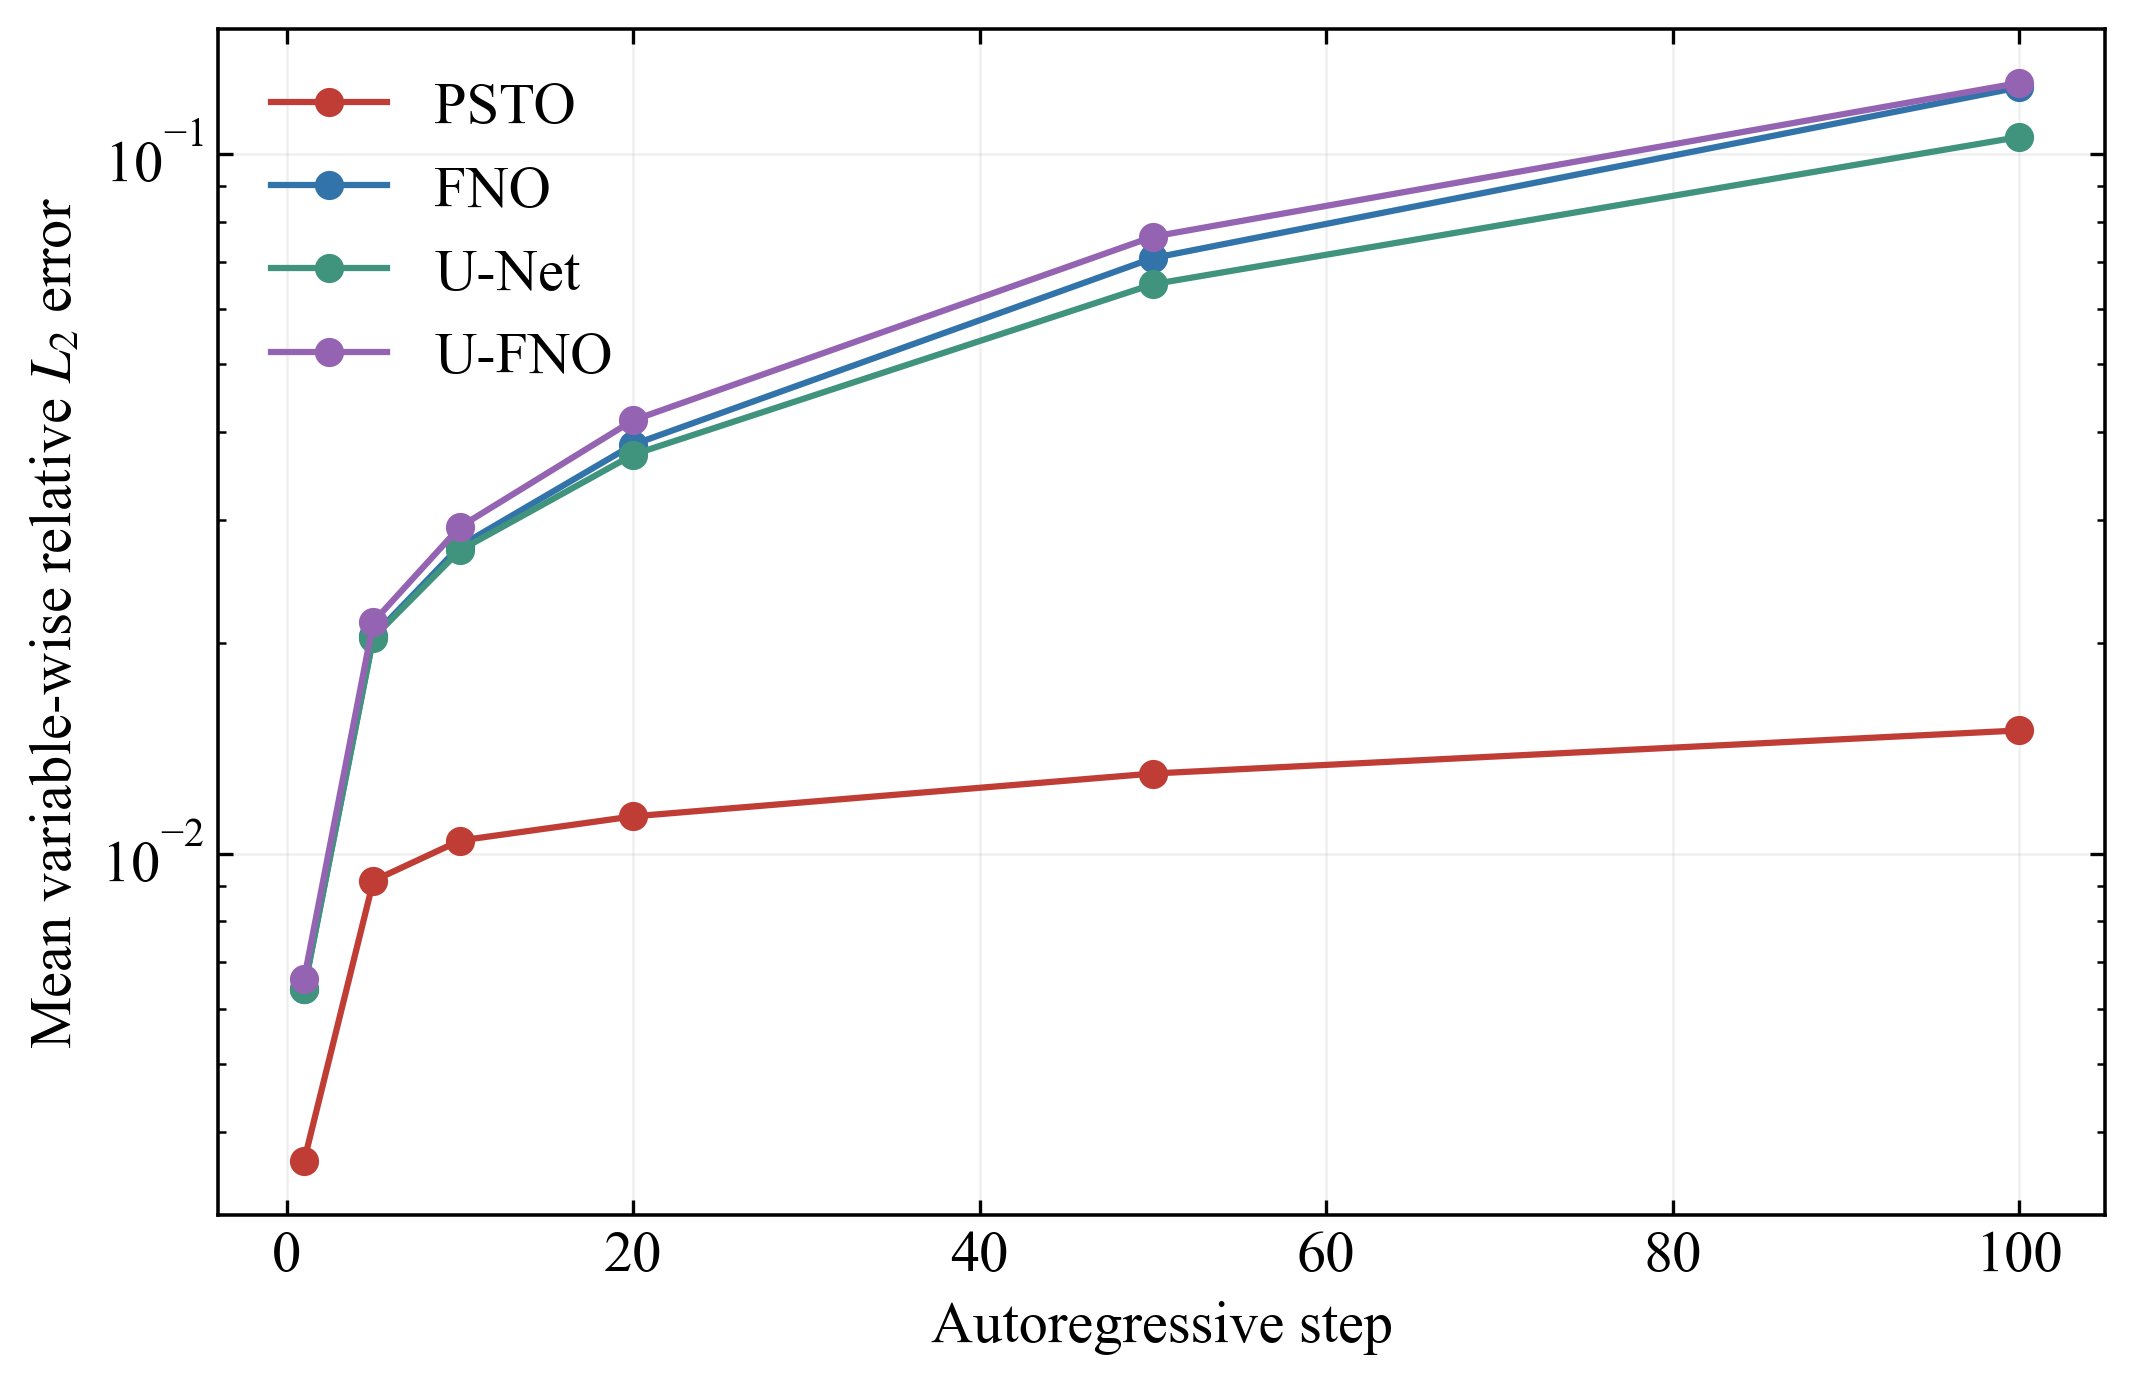 PSTO
FNO
U-Net
U-FNO
10⁻¹
10⁻²
Mean variable-wise relative L₂ error
0 20 40 60 80 100
Autoregressive step